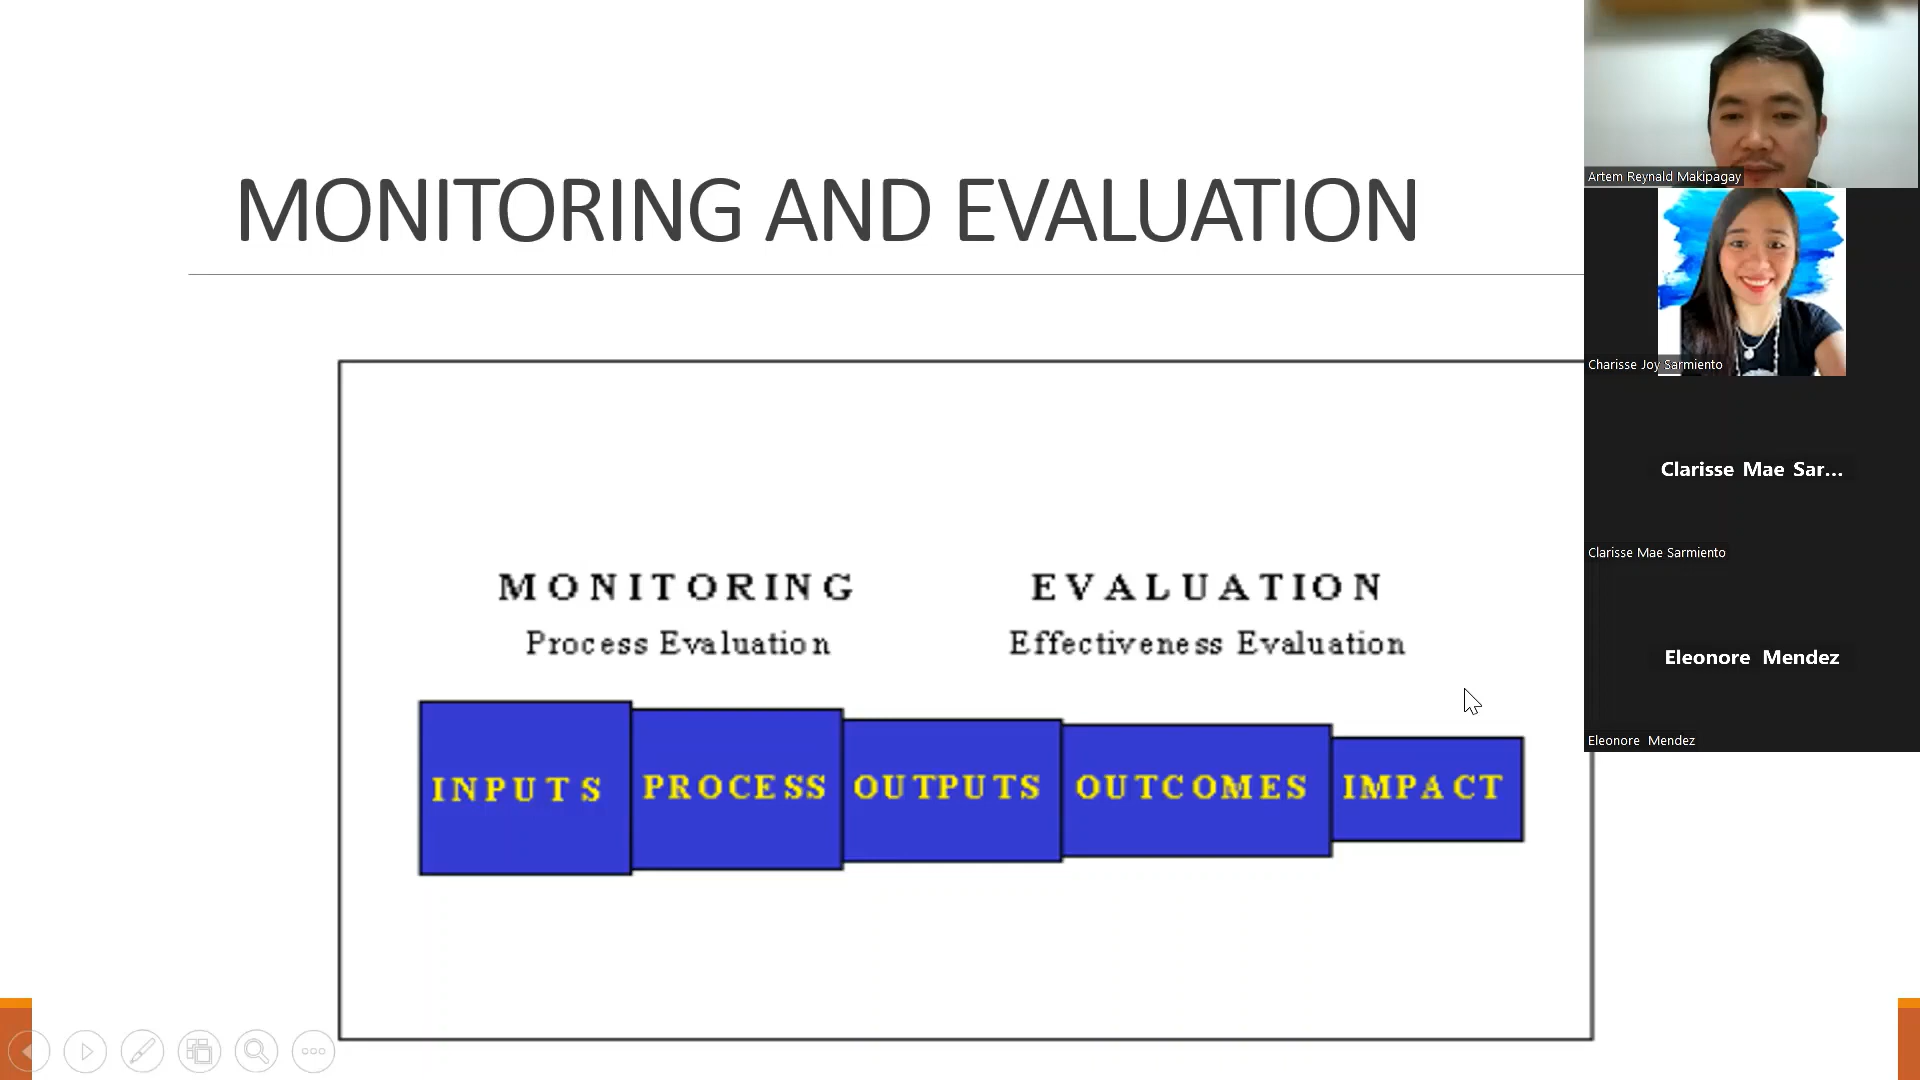 MONITORING AND EVALUATION
MONITORING
Process Evaluation
EVALUATION
Effectiveness Evaluation
INPUTS
PROCESS
OUTPUTS
OUTCOMES
IMPACT
Artem Reynald Makipagay
Charisse Joy Sarmiento
Clarisse Mae Sar...
Clarisse Mae Sarmiento
Eleonore Mendez
Eleonore Mendez